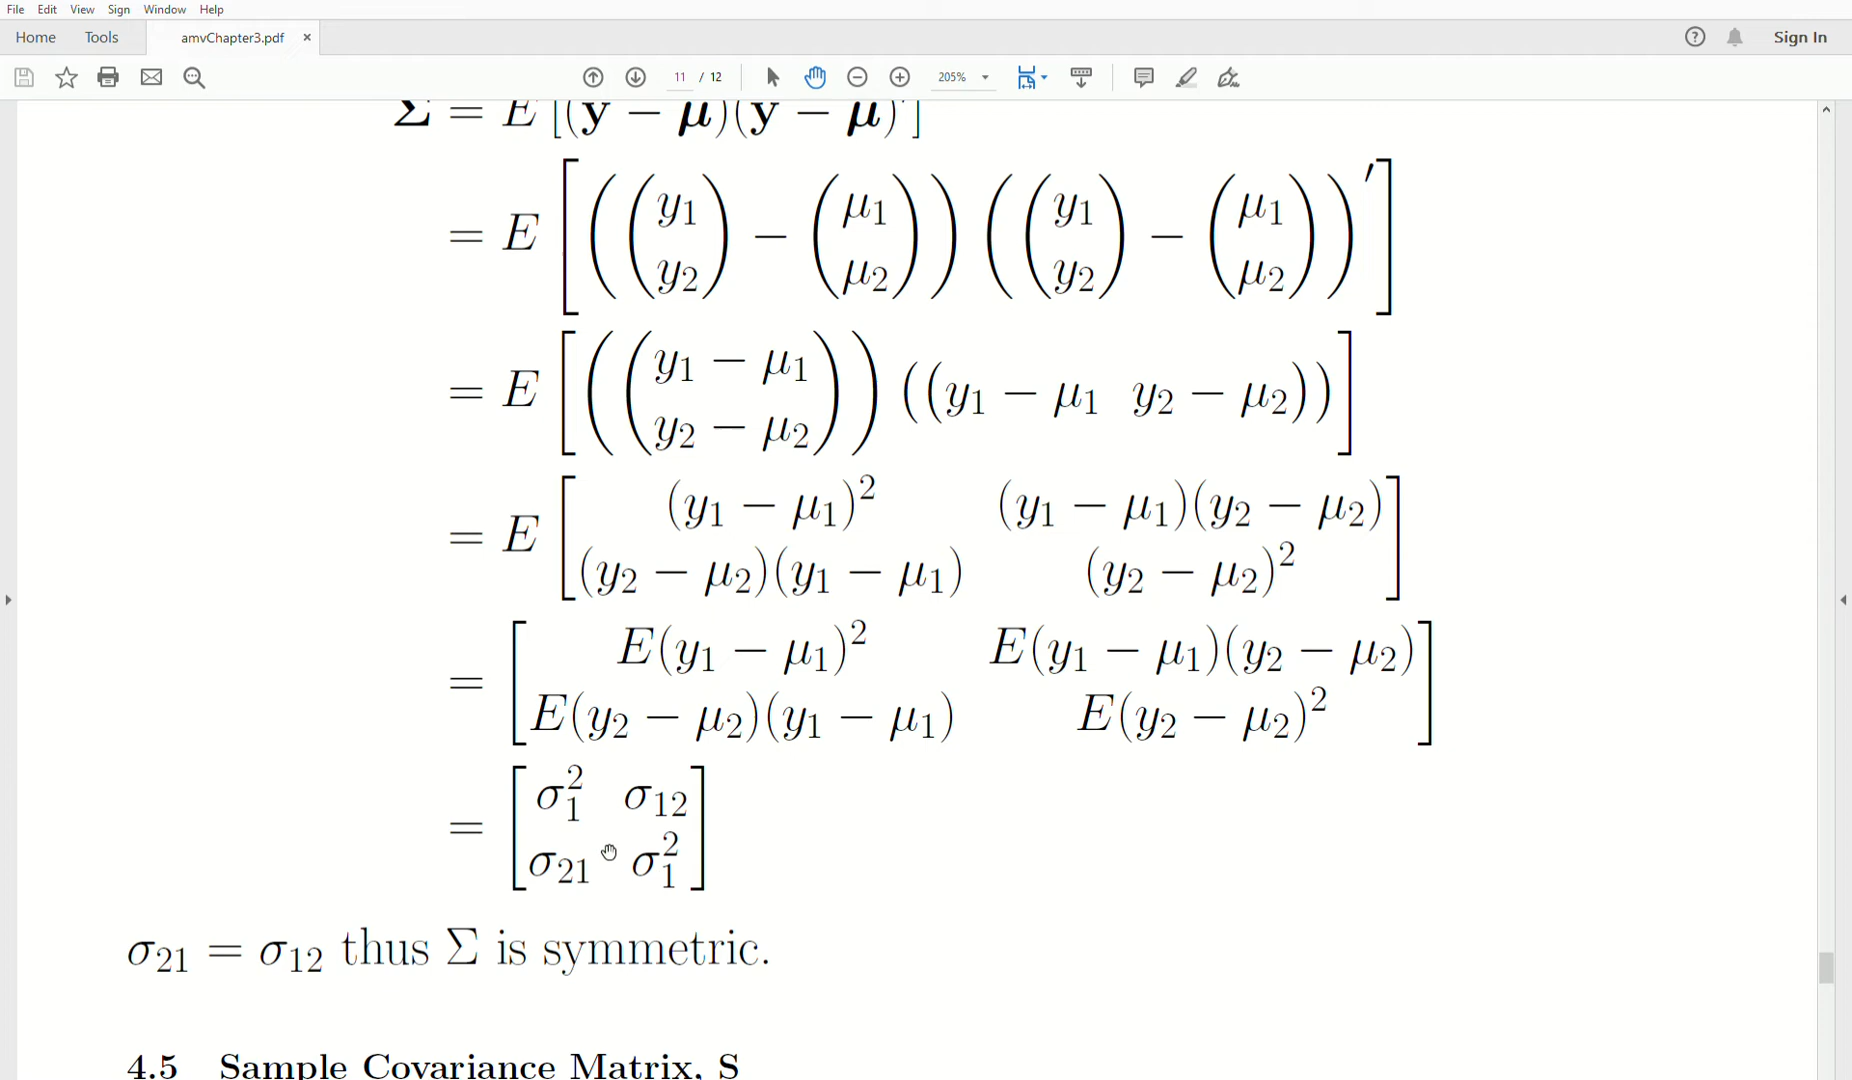 File Edit View Sign Window Help
Home Tools amvChapter3.pdf × Sign In
11 / 12 205%
Σ = E [(y − μ)(y − μ)′]
= E [((y₁ y₂) − (μ₁ μ₂)) ((y₁ y₂) − (μ₁ μ₂))′]
= E [((y₁ − μ₁ y₂ − μ₂)) ((y₁ − μ₁ y₂ − μ₂))]
= E [(y₁ − μ₁)² (y₁ − μ₁)(y₂ − μ₂)
(y₂ − μ₂)(y₁ − μ₁) (y₂ − μ₂)²]
= [E(y₁ − μ₁)² E(y₁ − μ₁)(y₂ − μ₂)
E(y₂ − μ₂)(y₁ − μ₁) E(y₂ − μ₂)²]
= [σ₁² σ₁₂
σ₂₁ σ₁²]
σ₂₁ = σ₁₂ thus Σ is symmetric.
4.5 Sample Covariance Matrix, S